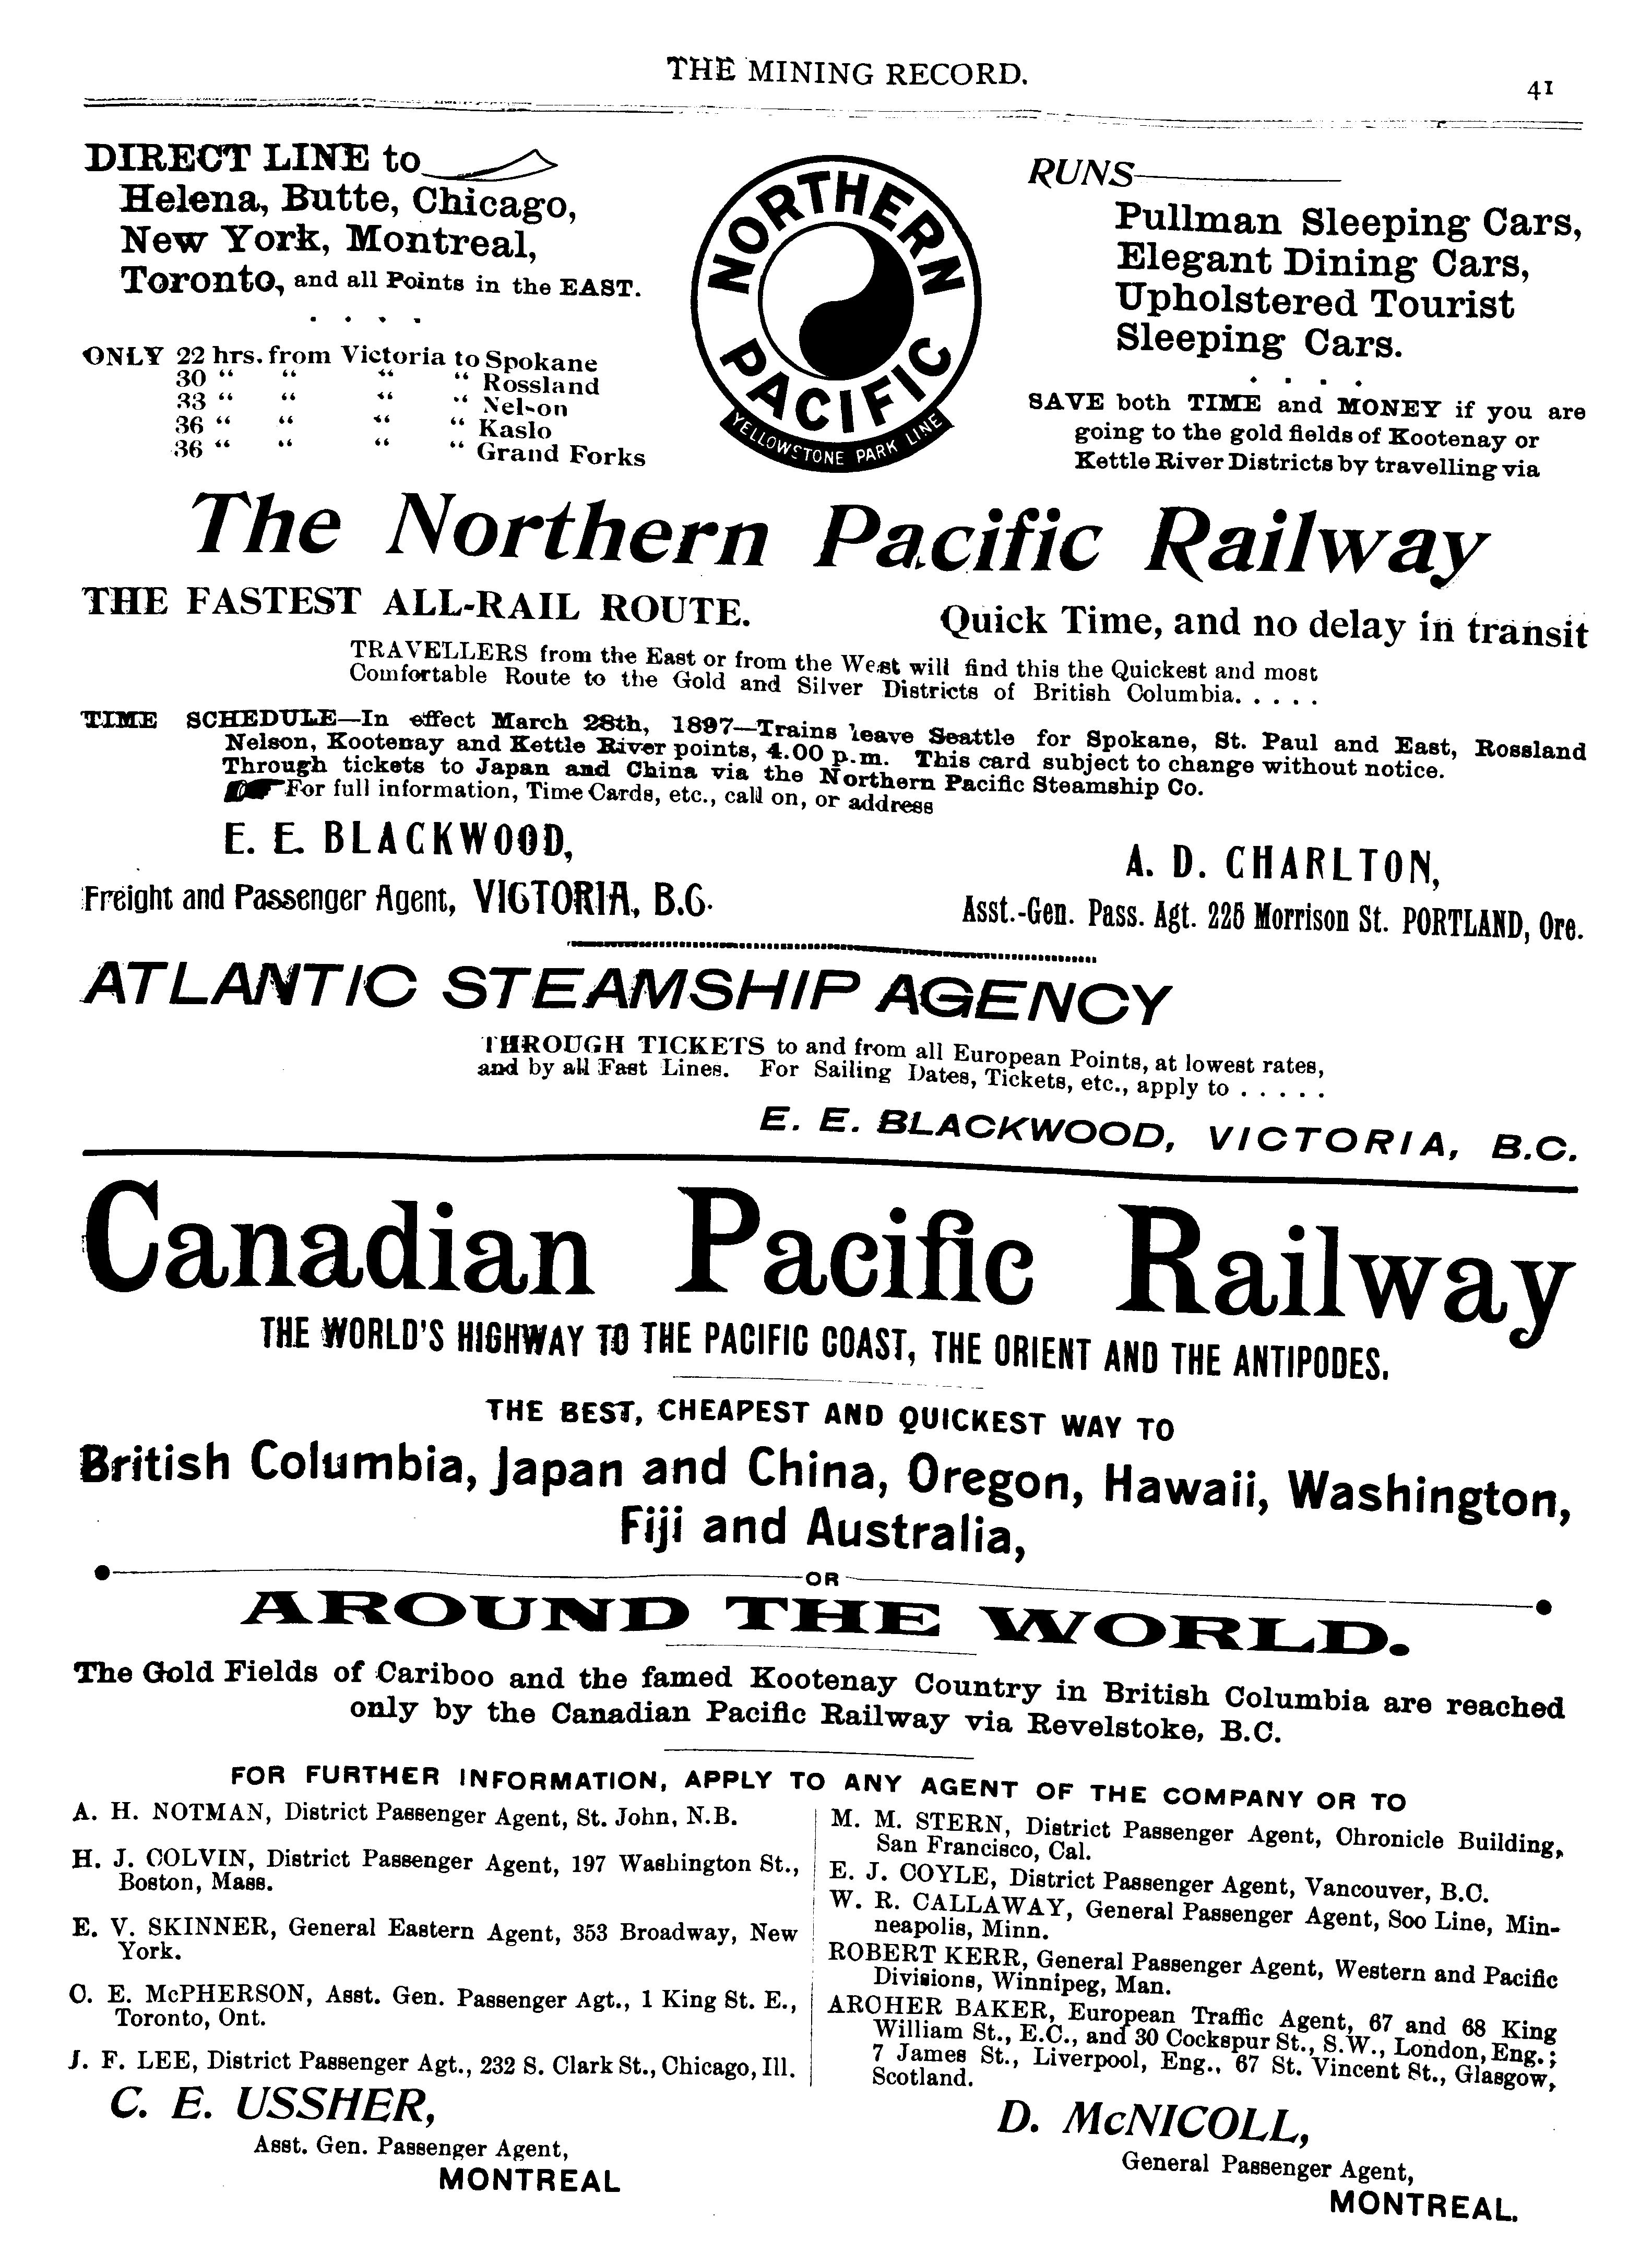 THE MINING RECORD.
41
DIRECT LINE to
Helena, Butte, Chicago,
New York, Montreal,
Toronto, and all Points in the EAST.
. . . .
ONLY 22 hrs. from Victoria to Spokane
30 “ “ “ “ Rossland
33 “ “ “ “ Nelson
36 “ “ “ “ Kaslo
36 “ “ “ “ Grand Forks
NORTHERN
PACIFIC
YELLOWSTONE PARK LINE
RUNS
Pullman Sleeping Cars,
Elegant Dining Cars,
Upholstered Tourist
Sleeping Cars.
. . . .
SAVE both TIME and MONEY if you are
going to the gold fields of Kootenay or
Kettle River Districts by travelling via
The Northern Pacific Railway
THE FASTEST ALL-RAIL ROUTE.
Quick Time, and no delay in transit
TRAVELLERS from the East or from the West will find this the Quickest and most
Comfortable Route to the Gold and Silver Districts of British Columbia. . . . .
TIME SCHEDULE—In effect March 28th, 1897—Trains leave Seattle for Spokane, St. Paul and East, Rossland
Nelson, Kootenay and Kettle River points, 4.00 p.m. This card subject to change without notice.
Through tickets to Japan and China via the Northern Pacific Steamship Co.
☛For full information, Time Cards, etc., call on, or address
E. E. BLACKWOOD,
Freight and Passenger Agent, VICTORIA, B.C.
A. D. CHARLTON,
Asst.-Gen. Pass. Agt. 225 Morrison St. PORTLAND, Ore.
ATLANTIC STEAMSHIP AGENCY
THROUGH TICKETS to and from all European Points, at lowest rates,
and by all Fast Lines. For Sailing Dates, Tickets, etc., apply to . . . . .
E. E. BLACKWOOD, VICTORIA, B.C.
Canadian Pacific Railway
THE WORLD'S HIGHWAY TO THE PACIFIC COAST, THE ORIENT AND THE ANTIPODES.
THE BEST, CHEAPEST AND QUICKEST WAY TO
British Columbia, Japan and China, Oregon, Hawaii, Washington,
Fiji and Australia,
OR
AROUND THE WORLD.
The Gold Fields of Cariboo and the famed Kootenay Country in British Columbia are reached
only by the Canadian Pacific Railway via Revelstoke, B.C.
FOR FURTHER INFORMATION, APPLY TO ANY AGENT OF THE COMPANY OR TO
A. H. NOTMAN, District Passenger Agent, St. John, N.B.
H. J. COLVIN, District Passenger Agent, 197 Washington St.,
Boston, Mass.
E. V. SKINNER, General Eastern Agent, 353 Broadway, New
York.
C. E. McPHERSON, Asst. Gen. Passenger Agt., 1 King St. E.,
Toronto, Ont.
J. F. LEE, District Passenger Agt., 232 S. Clark St., Chicago, Ill.
M. M. STERN, District Passenger Agent, Chronicle Building,
San Francisco, Cal.
E. J. COYLE, District Passenger Agent, Vancouver, B.C.
W. R. CALLAWAY, General Passenger Agent, Soo Line, Min-
neapolis, Minn.
ROBERT KERR, General Passenger Agent, Western and Pacific
Divisions, Winnipeg, Man.
ARCHER BAKER, European Traffic Agent, 67 and 68 King
William St., E.C., and 30 Cockspur St., S.W., London, Eng.;
7 James St., Liverpool, Eng., 67 St. Vincent St., Glasgow,
Scotland.
C. E. USSHER,
Asst. Gen. Passenger Agent,
MONTREAL
D. McNICOLL,
General Passenger Agent,
MONTREAL.